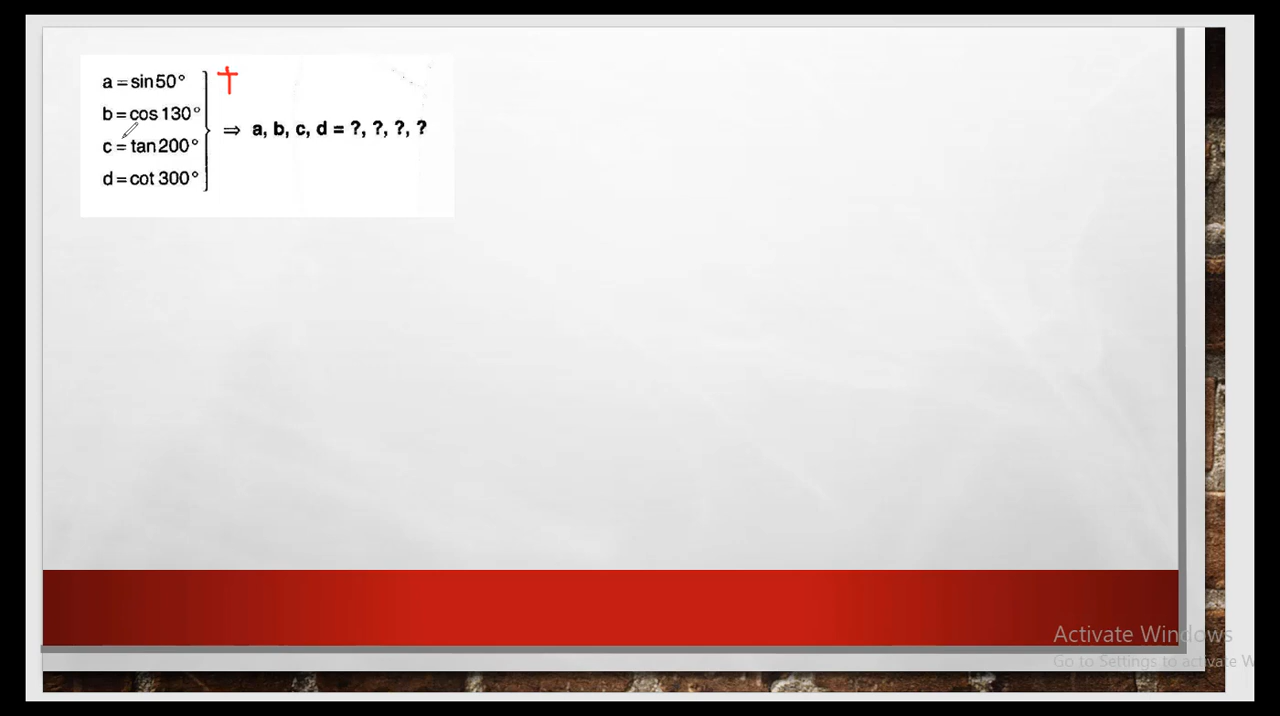 a = sin 50°
b = cos 130°
c = tan 200°
d = cot 300°
+
⇒ a, b, c, d = ?, ?, ?, ?
Activate Windows
Go to Settings to activate W